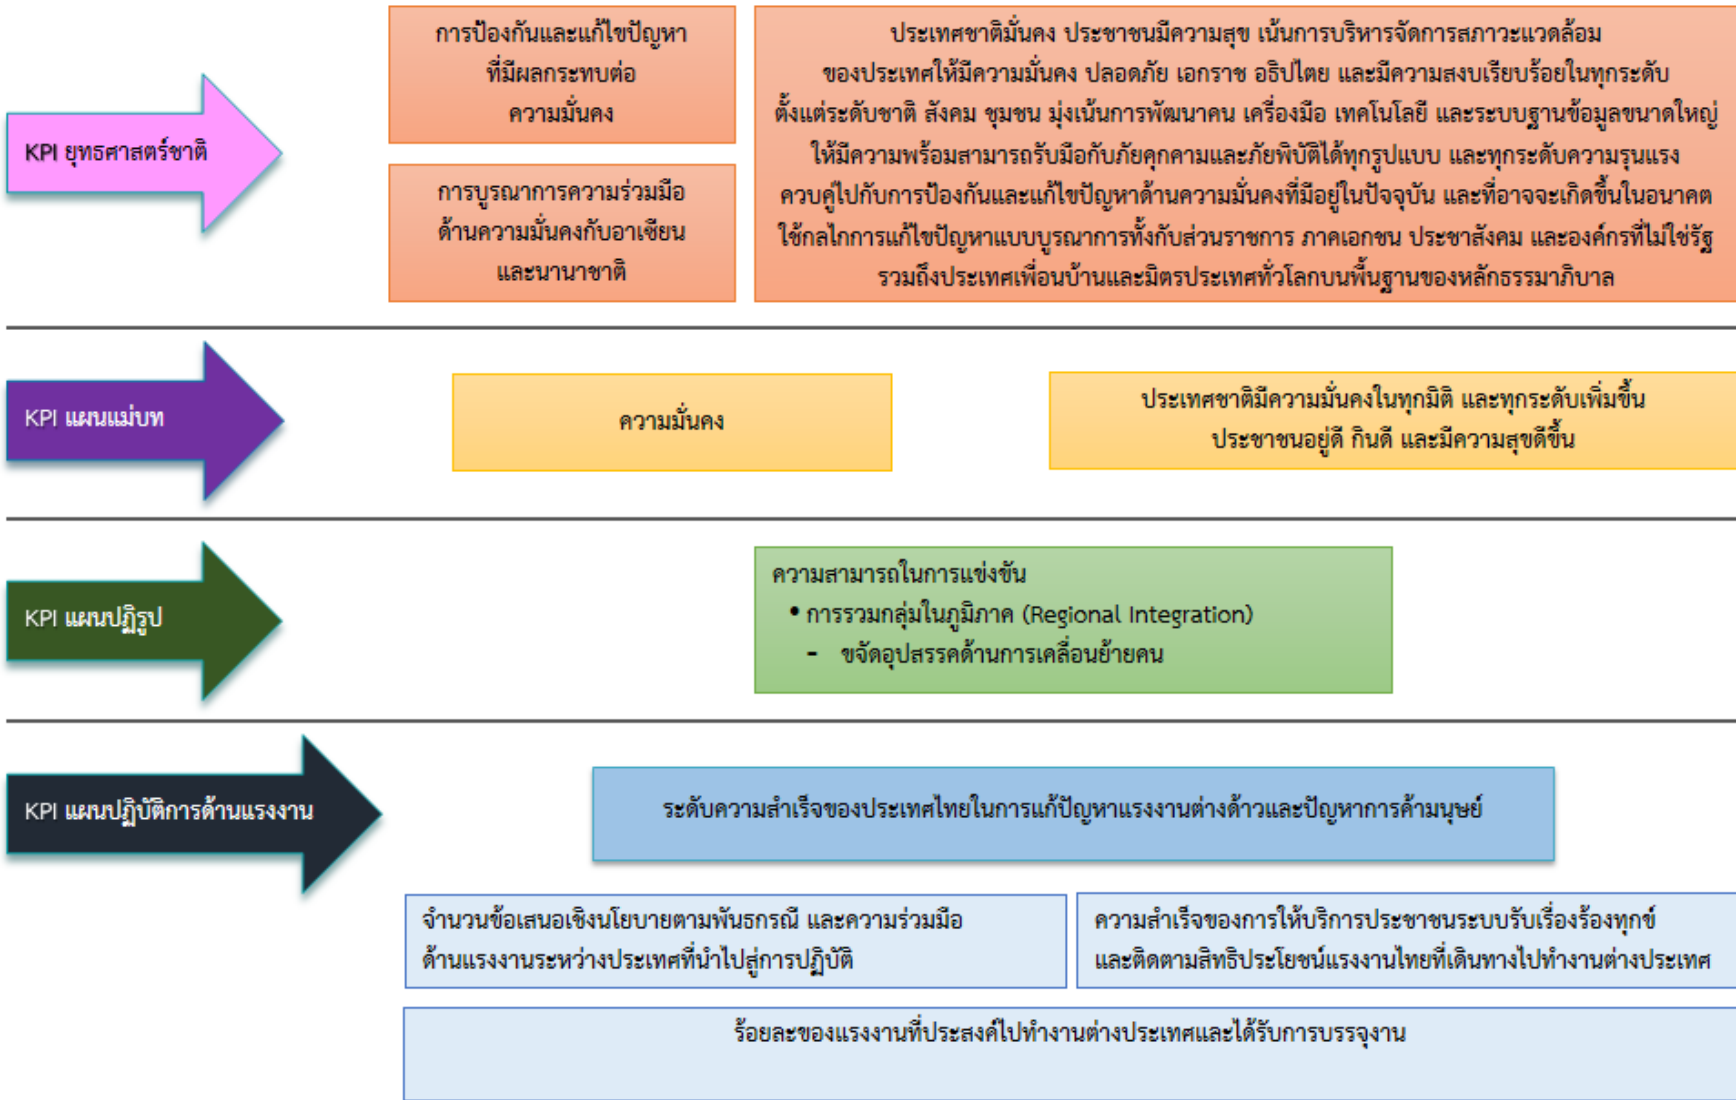 KPI ยุทธศาสตร์ชาติ
การป้องกันและแก้ไขปัญหา
ที่มีผลกระทบต่อ
ความมั่นคง
การบูรณาการความร่วมมือ
ด้านความมั่นคงกับอาเซียน
และนานาชาติ
ประเทศชาติมั่นคง ประชาชนมีความสุข เน้นการบริหารจัดการสภาวะแวดล้อม
ของประเทศให้มีความมั่นคง ปลอดภัย เอกราช อธิปไตย และมีความสงบเรียบร้อยในทุกระดับ
ตั้งแต่ระดับชาติ สังคม ชุมชน มุ่งเน้นการพัฒนาคน เครื่องมือ เทคโนโลยี และระบบฐานข้อมูลขนาดใหญ่
ให้มีความพร้อมสามารถรับมือกับภัยคุกคามและภัยพิบัติได้ทุกรูปแบบ และทุกระดับความรุนแรง
ควบคู่ไปกับการป้องกันและแก้ไขปัญหาด้านความมั่นคงที่มีอยู่ในปัจจุบัน และที่อาจจะเกิดขึ้นในอนาคต
ใช้กลไกการแก้ไขปัญหาแบบบูรณาการทั้งกับส่วนราชการ ภาคเอกชน ประชาสังคม และองค์กรที่ไม่ใช่รัฐ
รวมถึงประเทศเพื่อนบ้านและมิตรประเทศทั่วโลกบนพื้นฐานของหลักธรรมาภิบาล
KPI แผนแม่บท
ความมั่นคง
ประเทศชาติมีความมั่นคงในทุกมิติ และทุกระดับเพิ่มขึ้น
ประชาชนอยู่ดี กินดี และมีความสุขดีขึ้น
KPI แผนปฏิรูป
ความสามารถในการแข่งขัน
• การรวมกลุ่มในภูมิภาค (Regional Integration)
- ขจัดอุปสรรคด้านการเคลื่อนย้ายคน
KPI แผนปฏิบัติการด้านแรงงาน
ระดับความสำเร็จของประเทศไทยในการแก้ปัญหาแรงงานต่างด้าวและปัญหาการค้ามนุษย์
จำนวนข้อเสนอเชิงนโยบายตามพันธกรณี และความร่วมมือ
ด้านแรงงานระหว่างประเทศที่นำไปสู่การปฏิบัติ
ความสำเร็จของการให้บริการประชาชนระบบรับเรื่องร้องทุกข์
และติดตามสิทธิประโยชน์แรงงานไทยที่เดินทางไปทำงานต่างประเทศ
ร้อยละของแรงงานที่ประสงค์ไปทำงานต่างประเทศและได้รับการบรรจุงาน